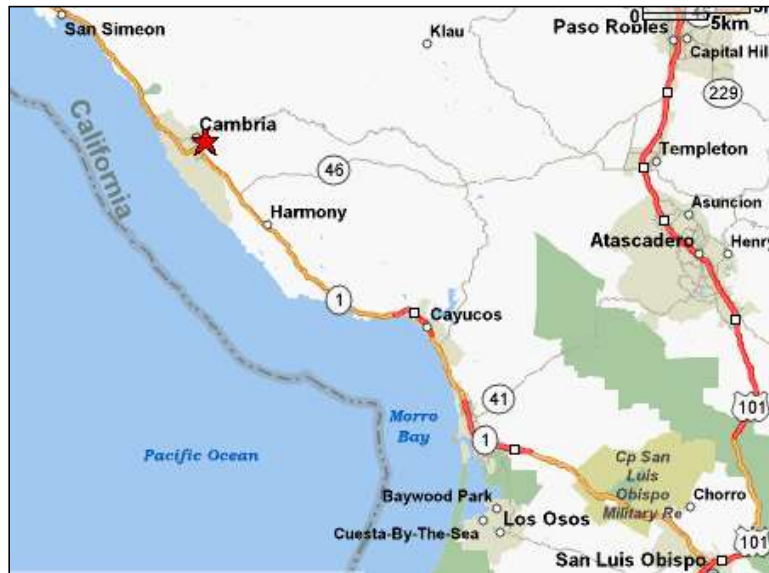 San Simeon
Klau
Paso Robles
0
5km
Capital Hil
229
California
Cambria
46
Templeton
Harmony
Asuncion
Atascadero
Henry
1
Cayucos
41
101
Morro
Bay
1
Pacific Ocean
Cp San
Luis
Obispo
Military Re
Baywood Park
Chorro
Los Osos
Cuesta-By-The-Sea
101
San Luis Obispo